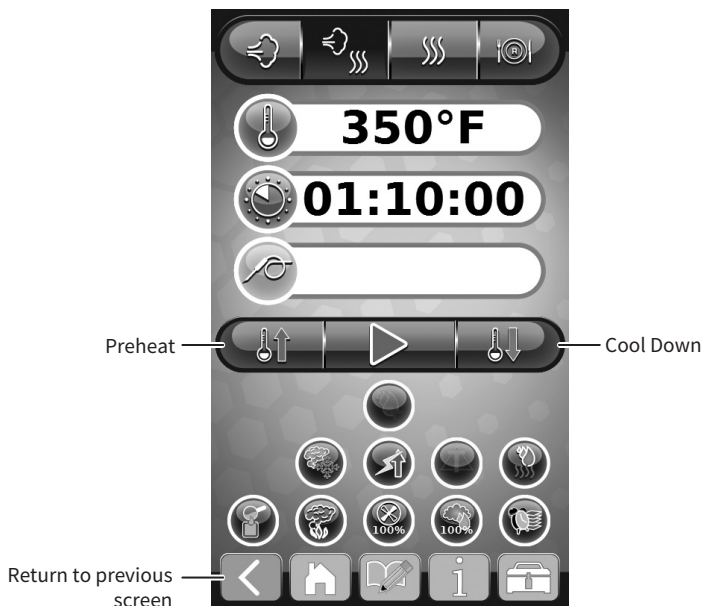 350°F
01:10:00
Preheat
Cool Down
100%
100%
Return to previous
screen